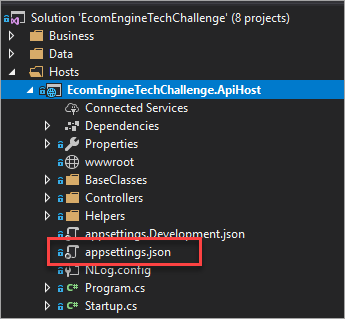 Solution 'EcomEngineTechChallenge' (8 projects)
Business
Data
Hosts
EcomEngineTechChallenge.ApiHost
Connected Services
Dependencies
Properties
wwwroot
BaseClasses
Controllers
Helpers
appsettings.Development.json
appsettings.json
NLog.config
C# Program.cs
C# Startup.cs